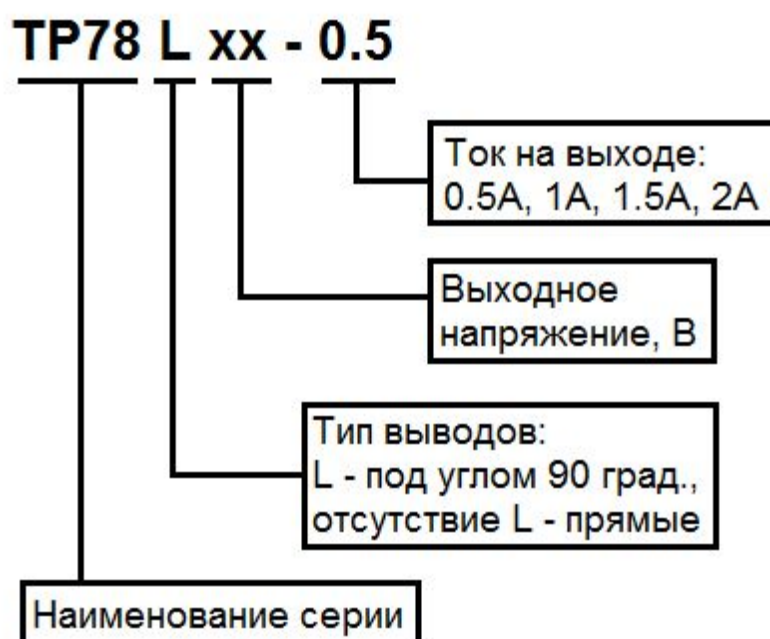 TP78 L xx - 0.5
Ток на выходе:
0.5А, 1А, 1.5А, 2А
Выходное
напряжение, В
Тип выводов:
L - под углом 90 град.,
отсутствие L - прямые
Наименование серии